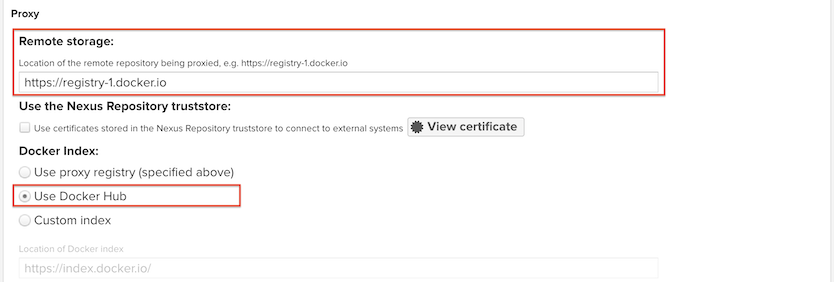 Proxy
Remote storage:
Location of the remote repository being proxied, e.g. https://registry-1.docker.io
https://registry-1.docker.io
Use the Nexus Repository truststore:
Use certificates stored in the Nexus Repository truststore to connect to external systems View certificate
Docker Index:
Use proxy registry (specified above)
Use Docker Hub
Custom index
Location of Docker index
https://index.docker.io/